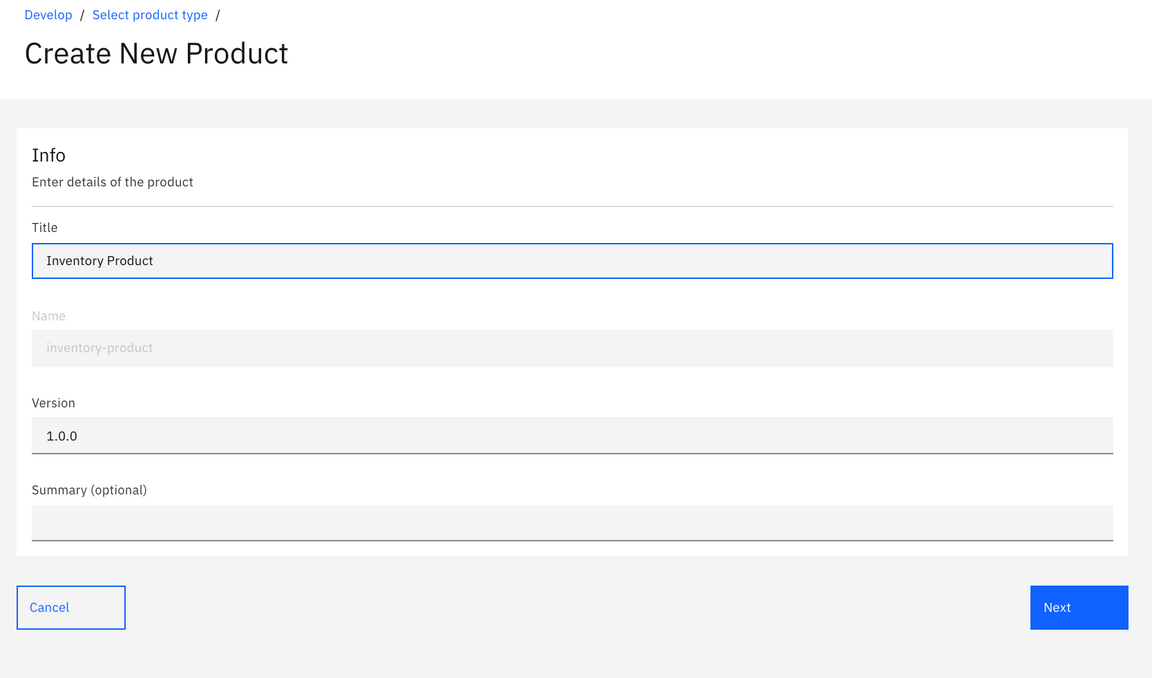 Develop / Select product type /
Create New Product
Info
Enter details of the product
Title
Inventory Product
Name
inventory-product
Version
1.0.0
Summary (optional)
Cancel
Next